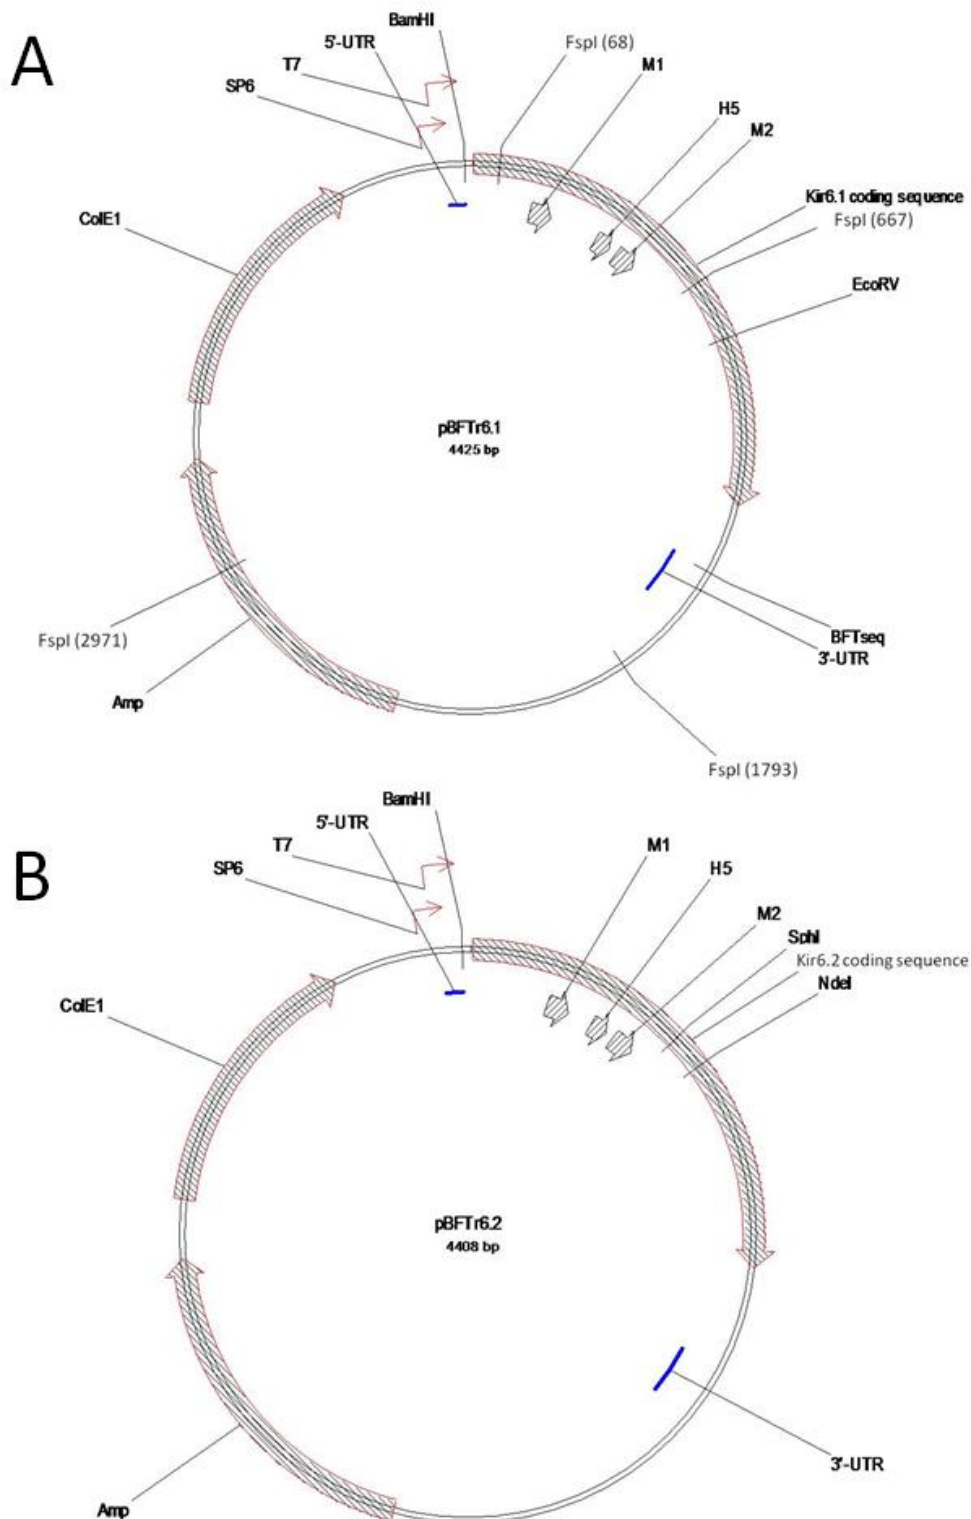 A
BamHI
5'-UTR
FspI (68)
T7
M1
SP6
H5
M2
Kir6.1 coding sequence
ColE1
FspI (667)
EcoRV
pBFTr6.1
4425 bp
FspI (2971)
BFTseq
3'-UTR
Amp
FspI (1793)
B
BamHI
5'-UTR
T7
M1
SP6
H5
M2
SphI
Kir6.2 coding sequence
NdeI
ColE1
pBFTr6.2
4408 bp
3'-UTR
Amp